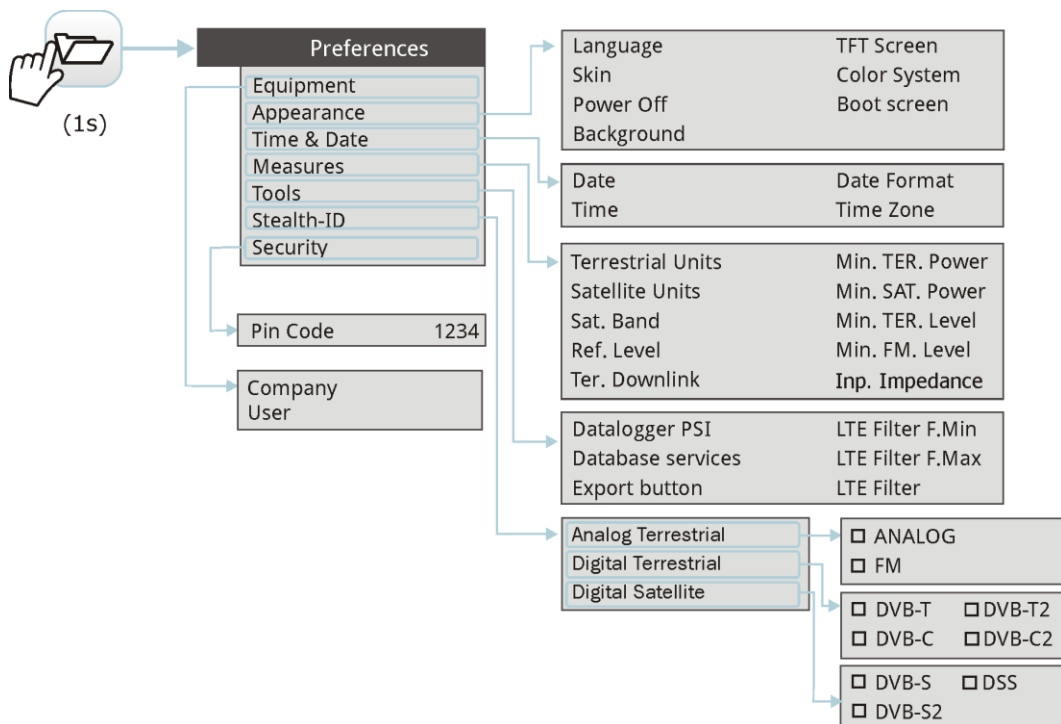 (1s)
Preferences
Equipment
Appearance
Time & Date
Measures
Tools
Stealth-ID
Security
Pin Code 1234
Company
User
Language TFT Screen
Skin Color System
Power Off Boot screen
Background
Date Date Format
Time Time Zone
Terrestrial Units Min. TER. Power
Satellite Units Min. SAT. Power
Sat. Band Min. TER. Level
Ref. Level Min. FM. Level
Ter. Downlink Inp. Impedance
Datalogger PSI LTE Filter F.Min
Database services LTE Filter F.Max
Export button LTE Filter
Analog Terrestrial
Digital Terrestrial
Digital Satellite
ANALOG
FM
DVB-T DVB-T2
DVB-C DVB-C2
DVB-S DSS
DVB-S2